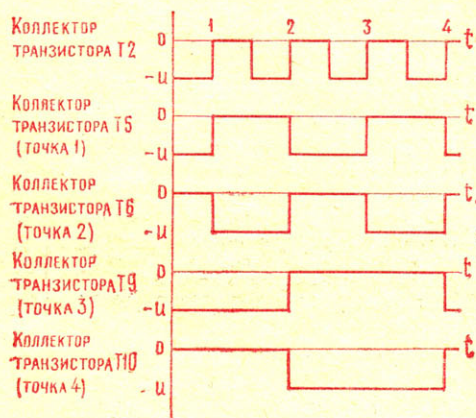 1 2 3 4
Коллектор
транзистора Т2
0 t
-u
Коллектор
транзистора Т5
(точка 1)
0 t
-u
Коллектор
транзистора Т6
(точка 2)
0 t
-u
Коллектор
транзистора Т9
(точка 3)
0 t
-u
Коллектор
транзистора Т10
(точка 4)
0 t
-u